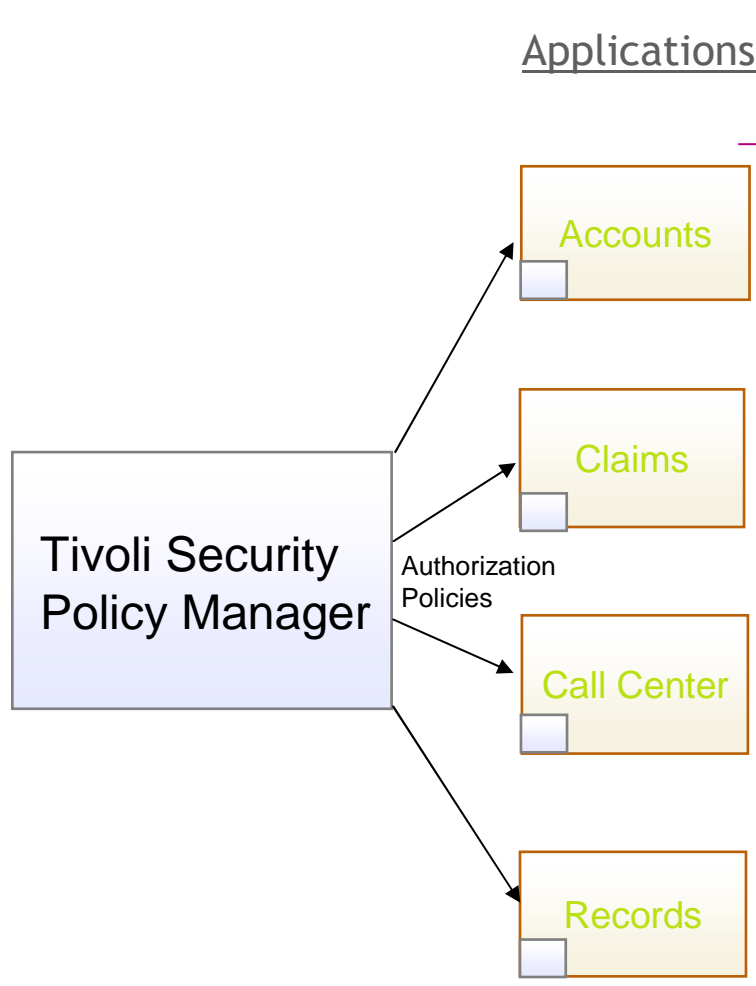 Applications
Accounts
Claims
Tivoli Security
Policy Manager
Authorization
Policies
Call Center
Records